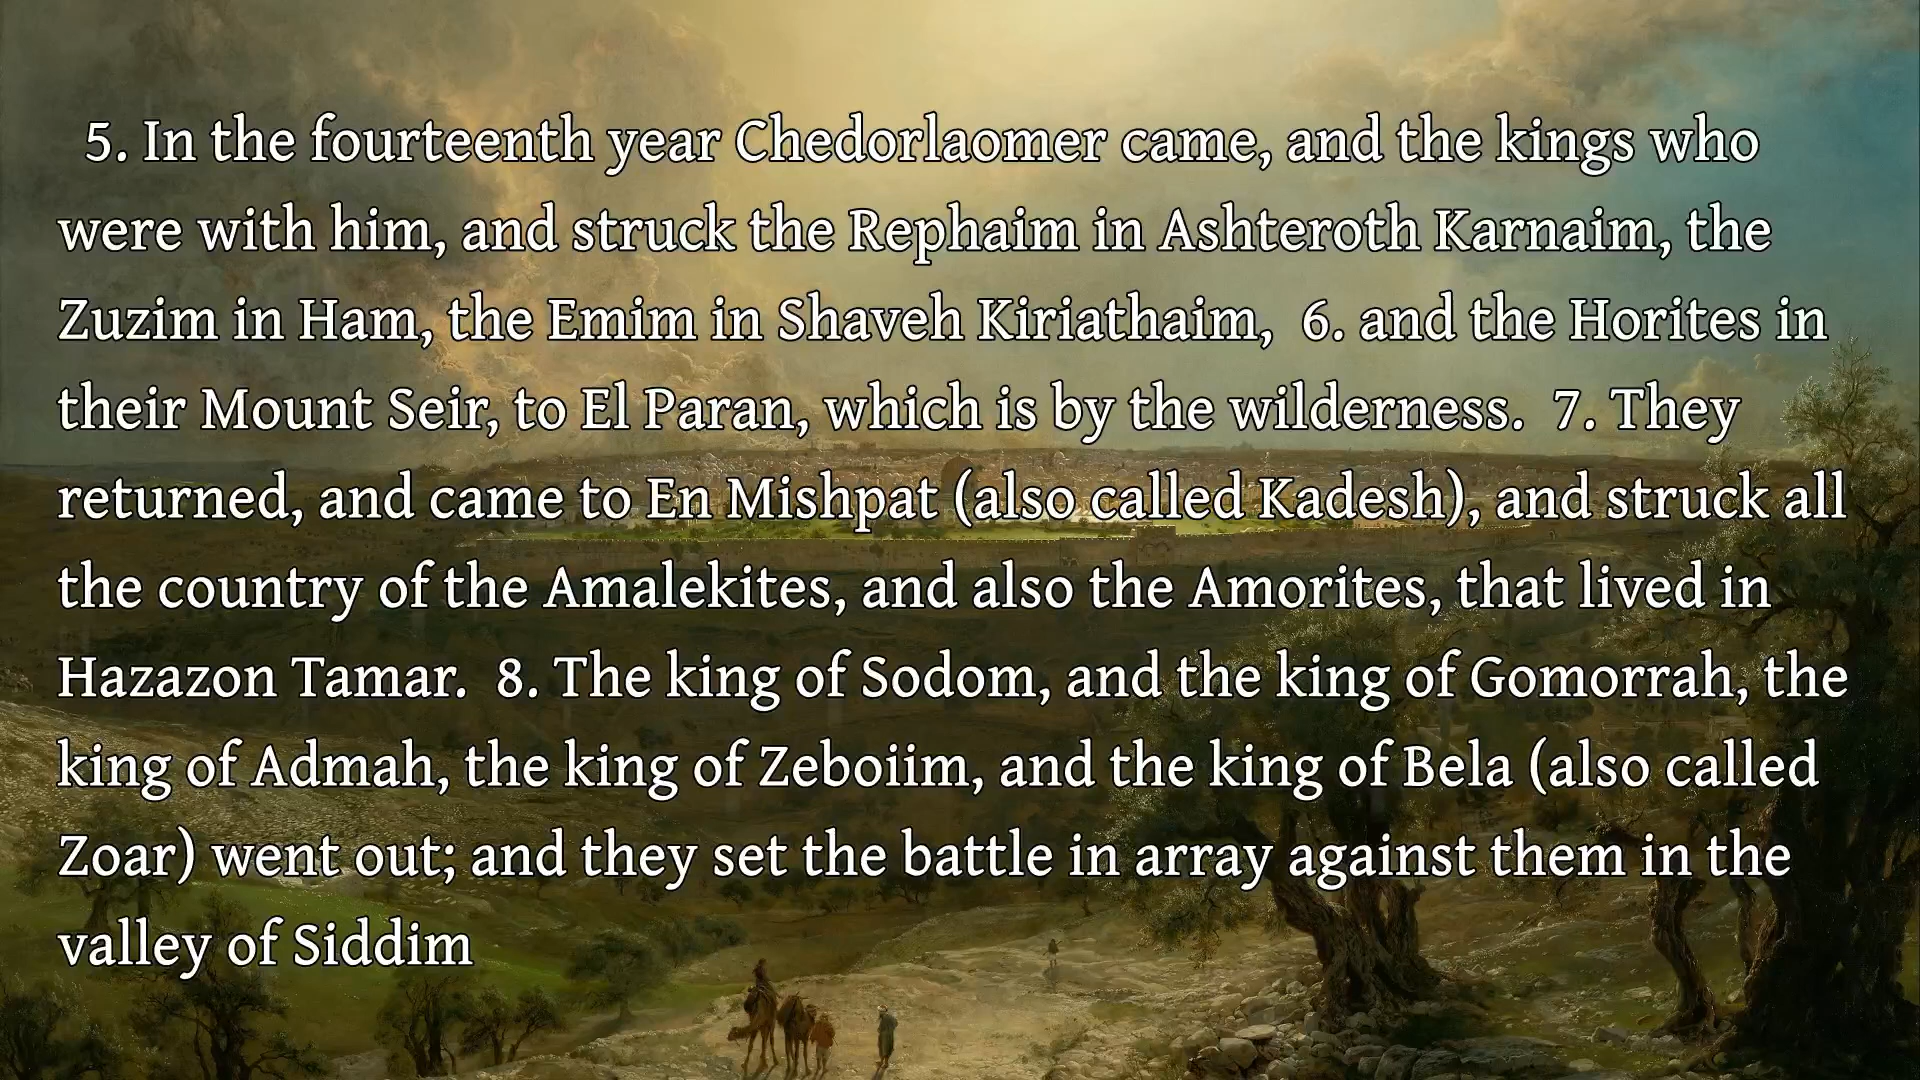 5. In the fourteenth year Chedorlaomer came, and the kings who
were with him, and struck the Rephaim in Ashteroth Karnaim, the
Zuzim in Ham, the Emim in Shaveh Kiriathaim,  6. and the Horites in
their Mount Seir, to El Paran, which is by the wilderness.  7. They
returned, and came to En Mishpat (also called Kadesh), and struck all
the country of the Amalekites, and also the Amorites, that lived in
Hazazon Tamar.  8. The king of Sodom, and the king of Gomorrah, the
king of Admah, the king of Zeboiim, and the king of Bela (also called
Zoar) went out; and they set the battle in array against them in the
valley of Siddim